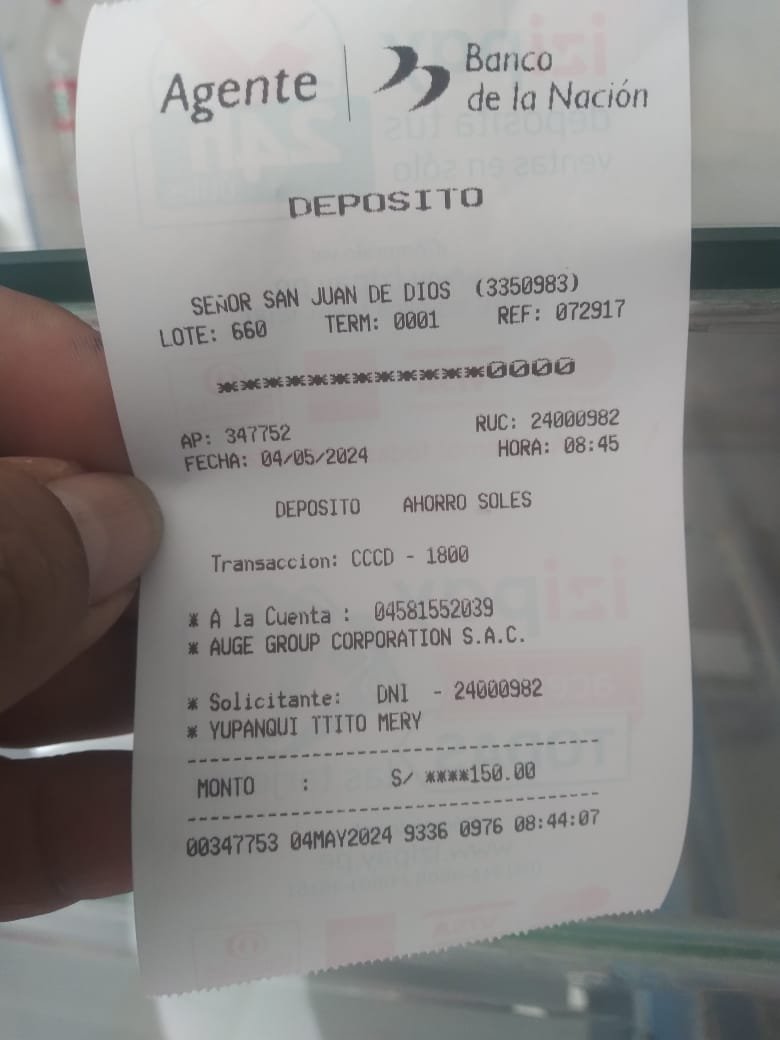 Agente | Banco
de la Nación
DEPOSITO
SEÑOR SAN JUAN DE DIOS (3350983)
LOTE: 660 TERM: 0001 REF: 072917
************0000
AP: 347752 RUC: 24000982
FECHA: 04/05/2024 HORA: 08:45
DEPOSITO AHORRO SOLES
Transaccion: CCCD - 1800
* A la Cuenta : 04581552039
* AUGE GROUP CORPORATION S.A.C.
* Solicitante: DNI - 24000982
* YUPANQUI TTITO MERY
MONTO : S/ ****150.00
00347753 04MAY2024 9336 0976 08:44:07